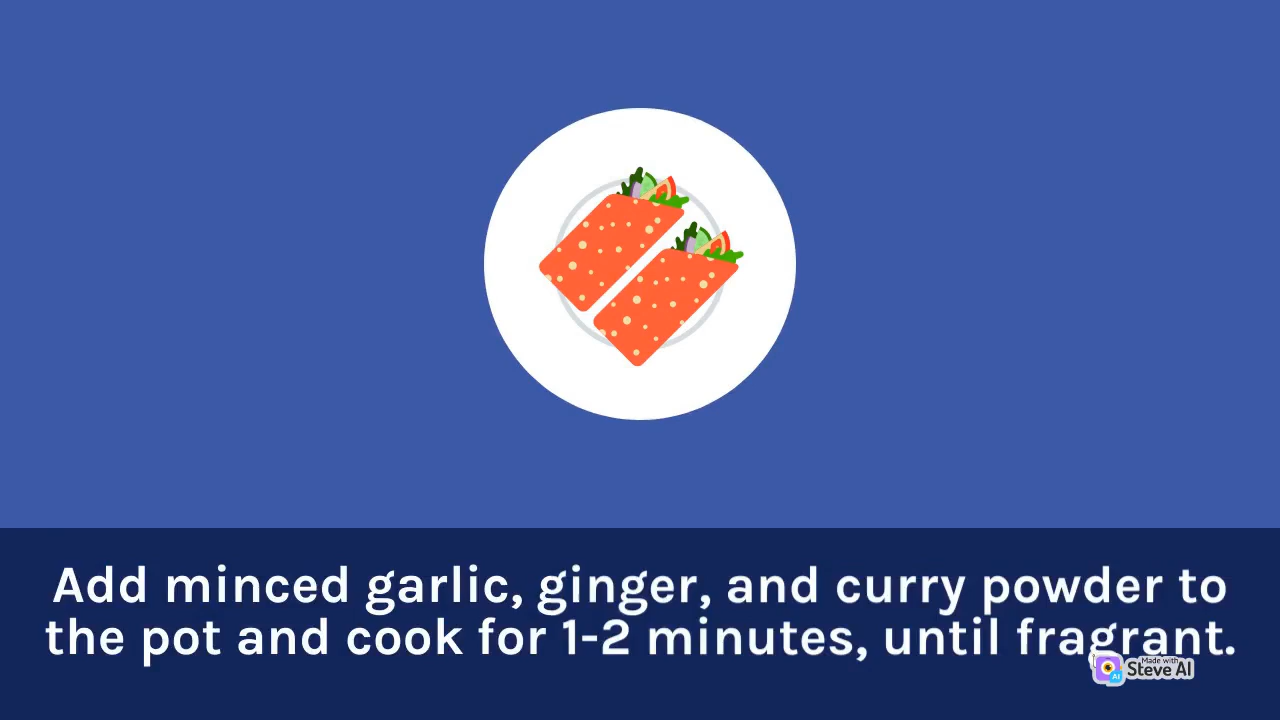 Add minced garlic, ginger, and curry powder to
the pot and cook for 1-2 minutes, until fragrant.
Made with
Steve AI
AI